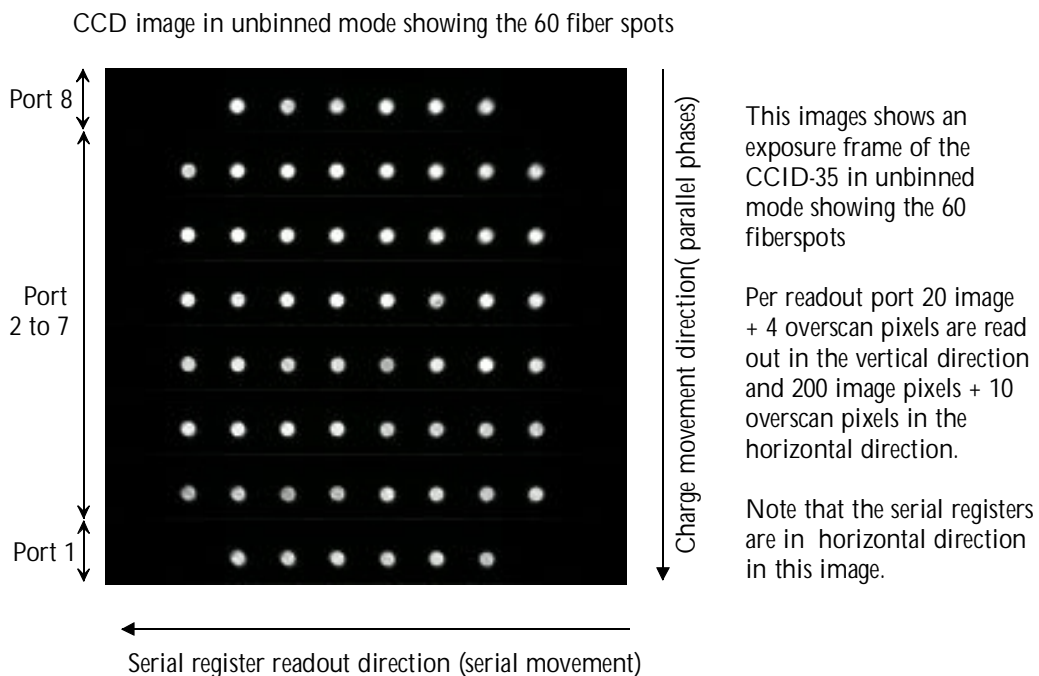 CCD image in unbinned mode showing the 60 fiber spots
Port 8
Port
2 to 7
Port 1
Charge movement direction( parallel phases)
This images shows an
exposure frame of the
CCID-35 in unbinned
mode showing the 60
fiberspots
Per readout port 20 image
+ 4 overscan pixels are read
out in the vertical direction
and 200 image pixels + 10
overscan pixels in the
horizontal direction.
Note that the serial registers
are in horizontal direction
in this image.
Serial register readout direction (serial movement)